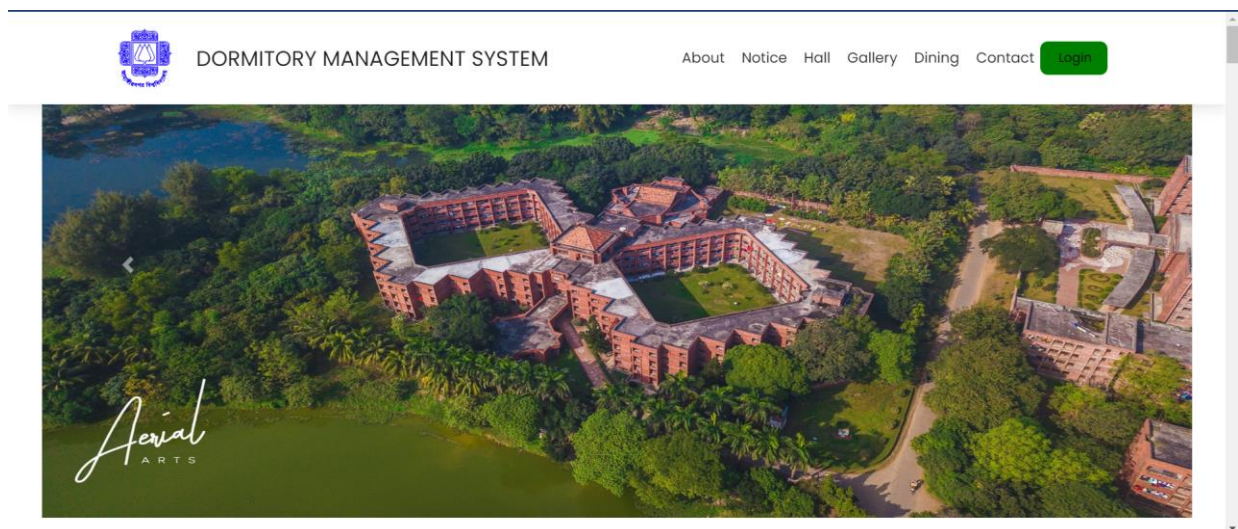 DORMITORY MANAGEMENT SYSTEM
About Notice Hall Gallery Dining Contact Login
Aerial
ARTS